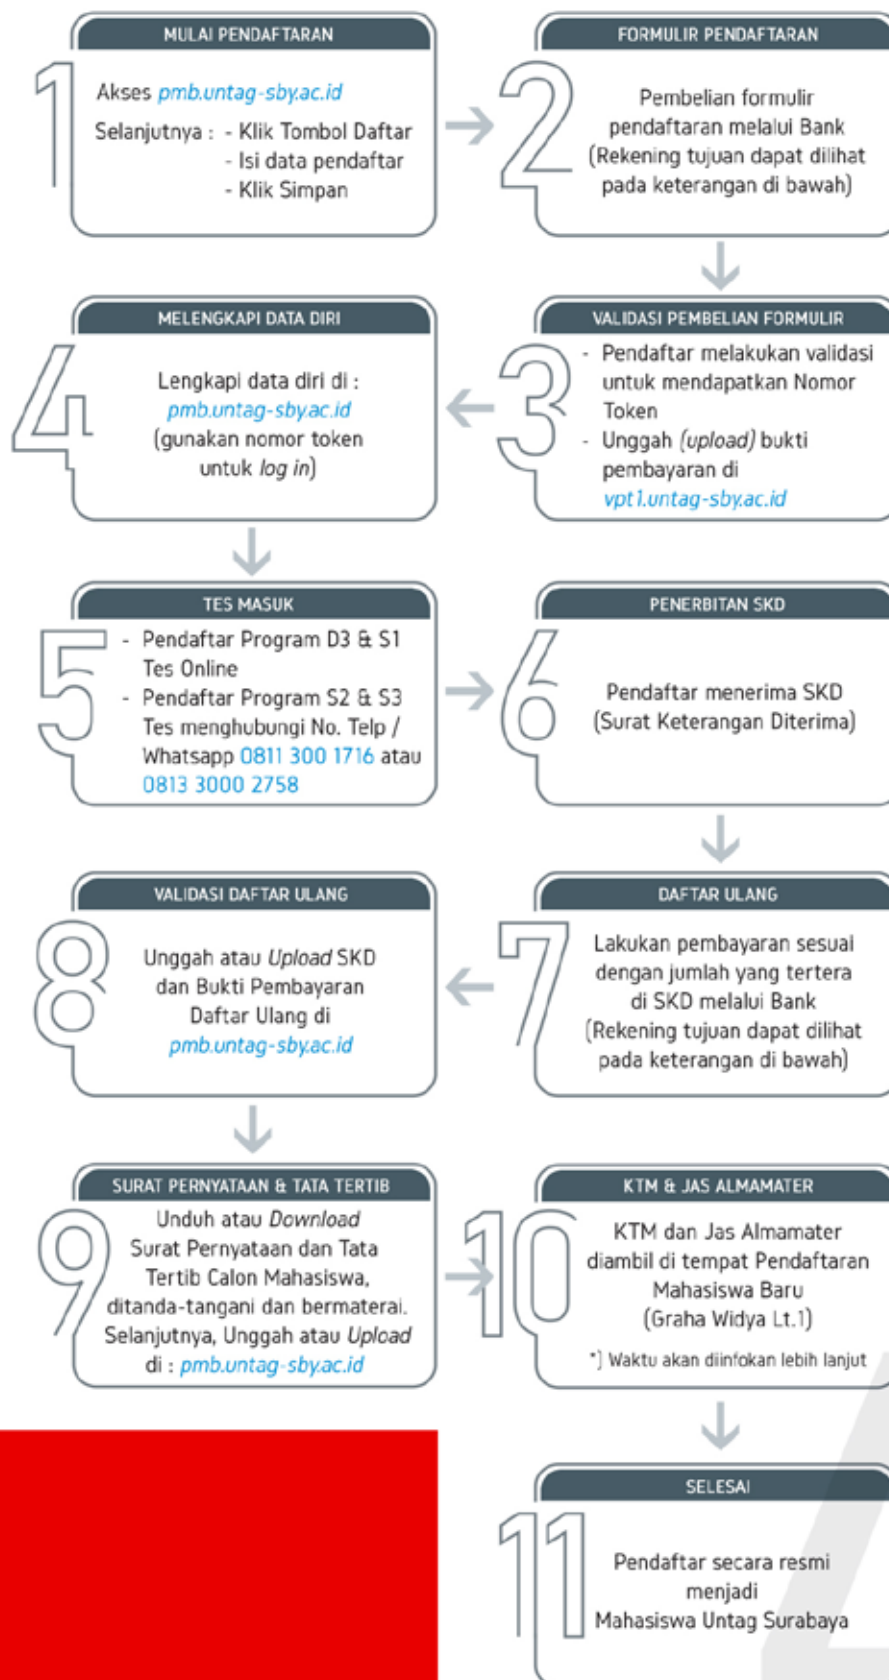 MULAI PENDAFTARAN
1
Akses pmb.untag-sby.ac.id
Selanjutnya : - Klik Tombol Daftar
- Isi data pendaftar
- Klik Simpan
FORMULIR PENDAFTARAN
2
Pembelian formulir
pendaftaran melalui Bank
(Rekening tujuan dapat dilihat
pada keterangan di bawah)
VALIDASI PEMBELIAN FORMULIR
3
- Pendaftar melakukan validasi
untuk mendapatkan Nomor
Token
- Unggah (upload) bukti
pembayaran di
vpt1.untag-sby.ac.id
MELENGKAPI DATA DIRI
4
Lengkapi data diri di :
pmb.untag-sby.ac.id
(gunakan nomor token
untuk log in)
TES MASUK
5
- Pendaftar Program D3 & S1
Tes Online
- Pendaftar Program S2 & S3
Tes menghubungi No. Telp /
Whatsapp 0811 300 1716 atau
0813 3000 2758
PENERBITAN SKD
6
Pendaftar menerima SKD
(Surat Keterangan Diterima)
DAFTAR ULANG
7
Lakukan pembayaran sesuai
dengan jumlah yang tertera
di SKD melalui Bank
(Rekening tujuan dapat dilihat
pada keterangan di bawah)
VALIDASI DAFTAR ULANG
8
Unggah atau Upload SKD
dan Bukti Pembayaran
Daftar Ulang di
pmb.untag-sby.ac.id
SURAT PERNYATAAN & TATA TERTIB
9
Unduh atau Download
Surat Pernyataan dan Tata
Tertib Calon Mahasiswa,
ditanda-tangani dan bermaterai.
Selanjutnya, Unggah atau Upload
di : pmb.untag-sby.ac.id
KTM & JAS ALMAMATER
10
KTM dan Jas Almamater
diambil di tempat Pendaftaran
Mahasiswa Baru
(Graha Widya Lt.1)
*) Waktu akan diinfokan lebih lanjut
SELESAI
11
Pendaftar secara resmi
menjadi
Mahasiswa Untag Surabaya